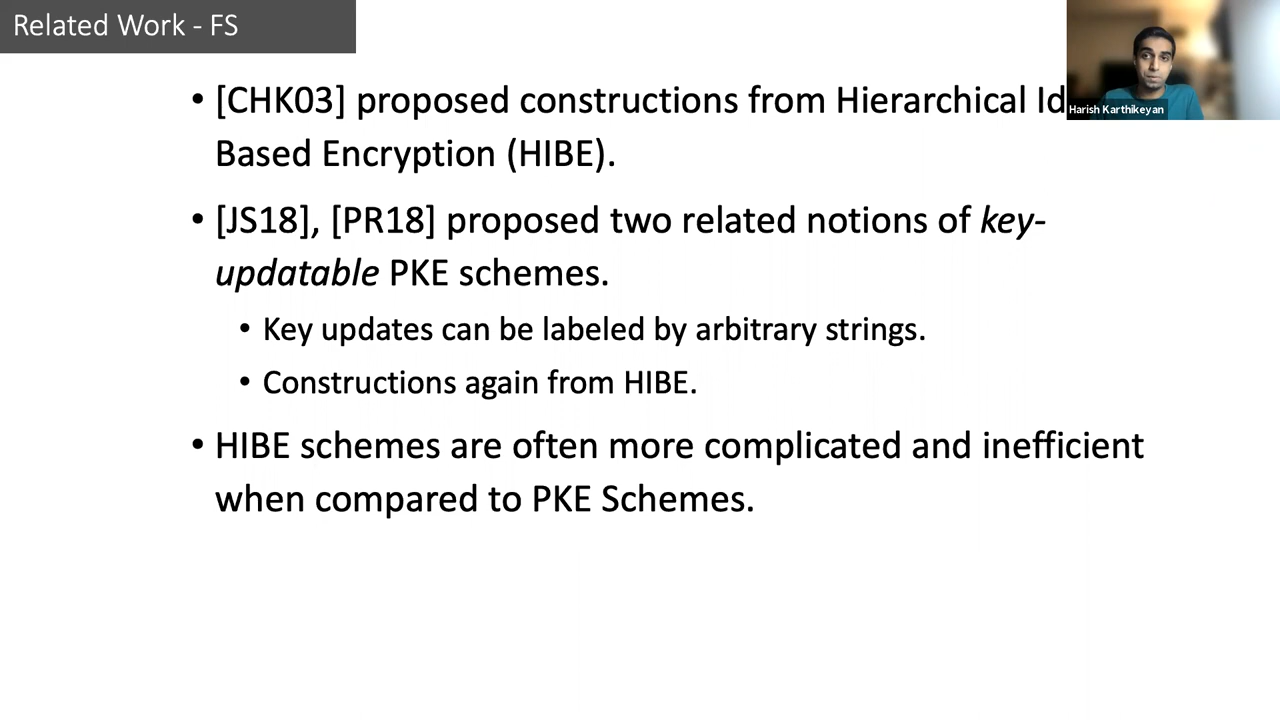 Related Work - FS
• [CHK03] proposed constructions from Hierarchical Id
Harish Karthikeyan
Based Encryption (HIBE).
• [JS18], [PR18] proposed two related notions of key-
updatable PKE schemes.
• Key updates can be labeled by arbitrary strings.
• Constructions again from HIBE.
• HIBE schemes are often more complicated and inefficient
when compared to PKE Schemes.